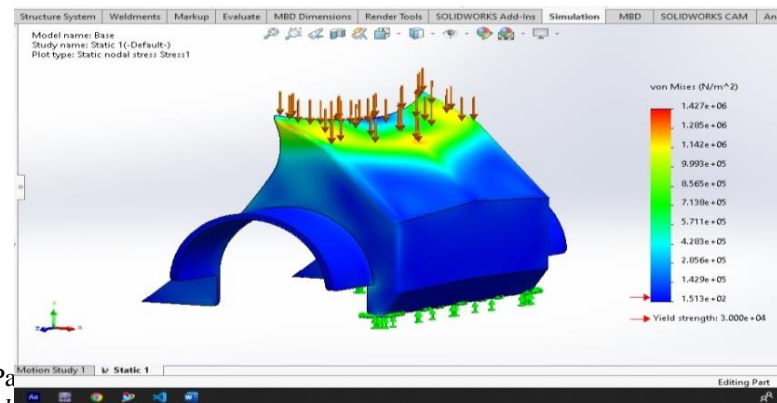 Structure System Weldments Markup Evaluate MBD Dimensions Render Tools SOLIDWORKS Add-Ins Simulation MBD SOLIDWORKS CAM An
Model name: Base
Study name: Static 1(-Default-)
Plot type: Static nodal stress Stress1
von Mises (N/m^2)
1.427e+06
1.285e+06
1.142e+06
9.993e+05
8.565e+05
7.138e+05
5.711e+05
4.283e+05
2.856e+05
1.429e+05
1.513e+02
Yield strength: 3.000e+04
Motion Study 1 Static 1
Editing Part